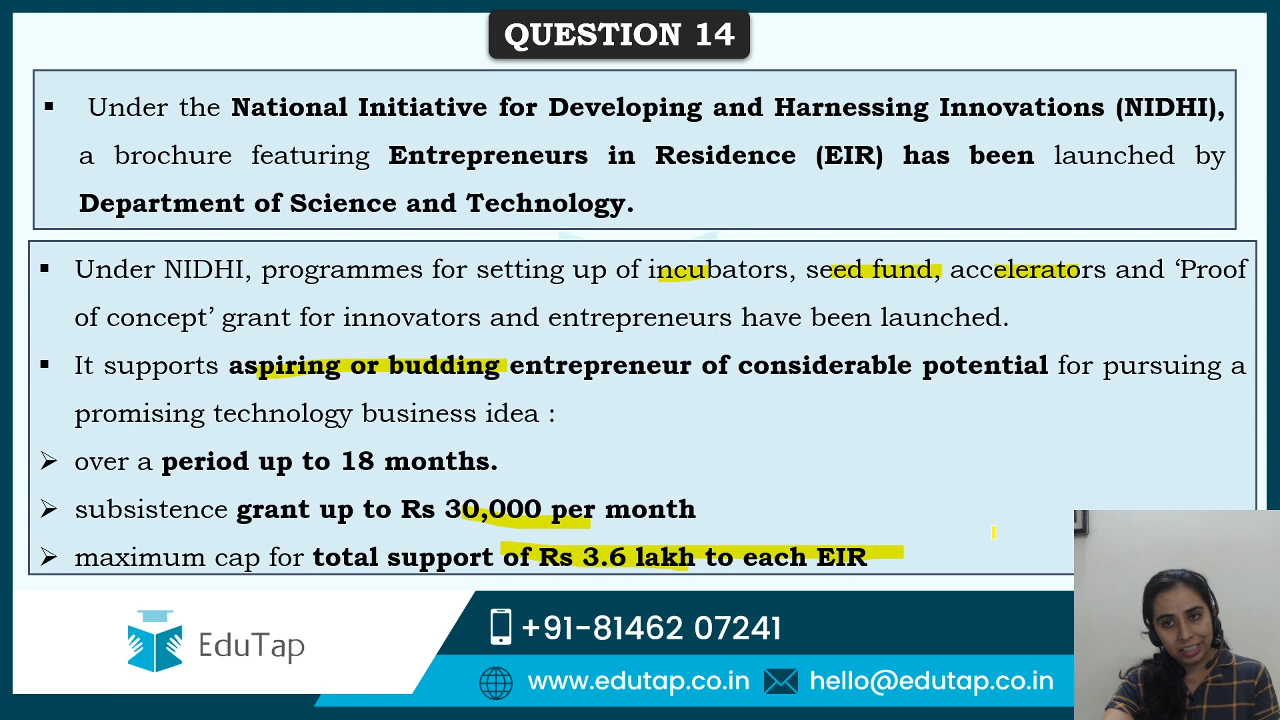 QUESTION 14
▪ Under the National Initiative for Developing and Harnessing Innovations (NIDHI),
a brochure featuring Entrepreneurs in Residence (EIR) has been launched by
Department of Science and Technology.
▪ Under NIDHI, programmes for setting up of incubators, seed fund, accelerators and ‘Proof
of concept’ grant for innovators and entrepreneurs have been launched.
▪ It supports aspiring or budding entrepreneur of considerable potential for pursuing a
promising technology business idea :
➢ over a period up to 18 months.
➢ subsistence grant up to Rs 30,000 per month
➢ maximum cap for total support of Rs 3.6 lakh to each EIR
EduTap
+91-81462 07241
www.edutap.co.in
hello@edutap.co.in